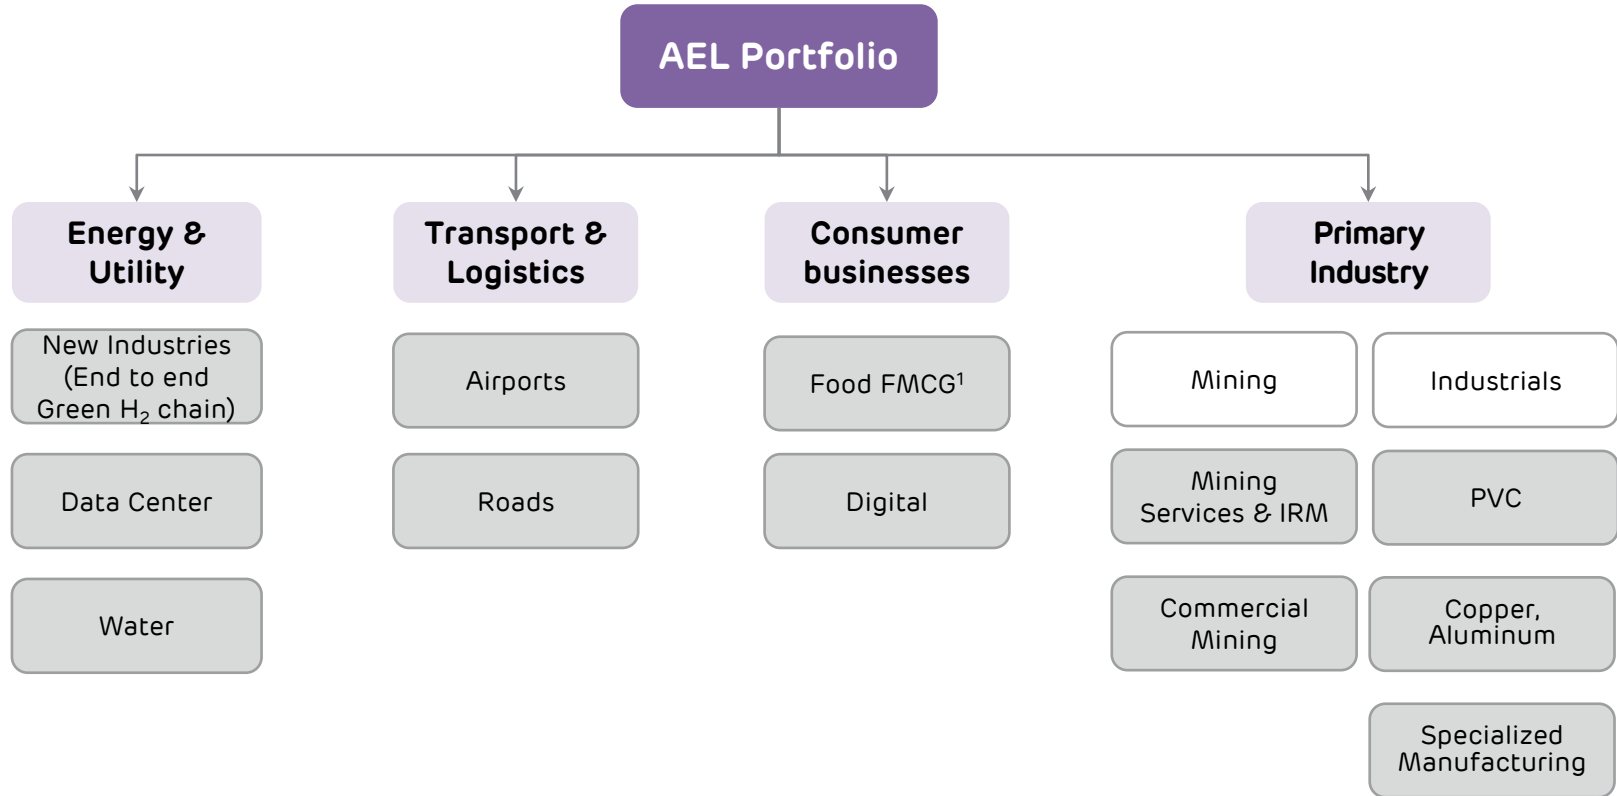 AEL Portfolio
Energy &
Utility
Transport &
Logistics
Consumer
businesses
Primary
Industry
New Industries
(End to end
Green H₂ chain)
Airports
Food FMCG¹
Mining
Industrials
Data Center
Roads
Digital
Mining
Services & IRM
PVC
Water
Commercial
Mining
Copper,
Aluminum
Specialized
Manufacturing